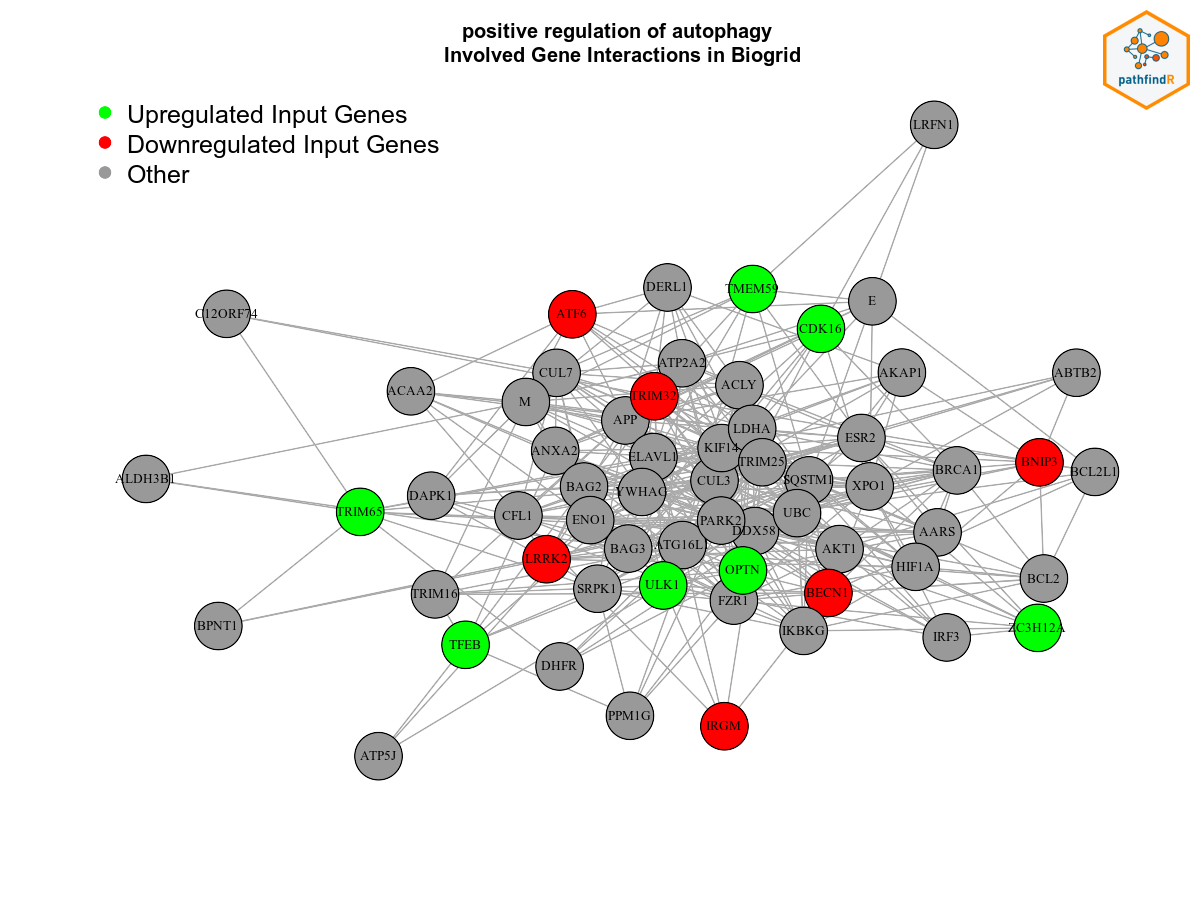 positive regulation of autophagy
Involved Gene Interactions in Biogrid
pathfindR
Upregulated Input Genes
Downregulated Input Genes
Other
LRFN1
DERL1
TMEM59
E
C12ORF74
ATF6
CDK16
ATP2A2
CUL7
AKAP1
ABTB2
ACAA2
ACLY
TRIM32
M
APP
LDHA
ESR2
KIF14
ANXA2
ELAVL1
TRIM25
BNIP3
BRCA1
BCL2L1
ALDH3B1
SQSTM1
CUL3
BAG2
XPO1
YWHAG
DAPK1
TRIM65
UBC
CFL1
ENO1
PARK2
DDX58
AARS
ATG16L
BAG3
AKT1
LRRK2
HIF1A
OPTN
BCL2
ULK1
SRPK1
TRIM16
BECN1
FZR1
BPNT1
ZC3H12A
IKBKG
IRF3
TFEB
DHFR
PPM1G
IRGM
ATP5J